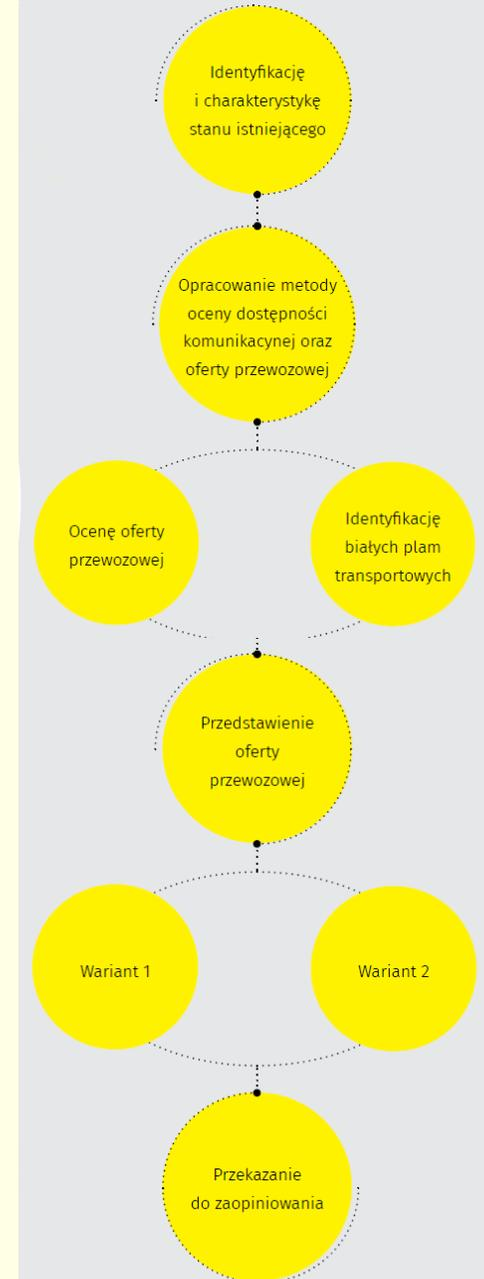 Identyfikację
i charakterystykę
stanu istniejącego
Opracowanie metody
oceny dostępności
komunikacynej oraz
oferty przewozowej
Ocenę oferty
przewozowej
Identyfikację
białych plam
transportowych
Przedstawienie
oferty
przewozowej
Wariant 1
Wariant 2
Przekazanie
do zaopiniowania